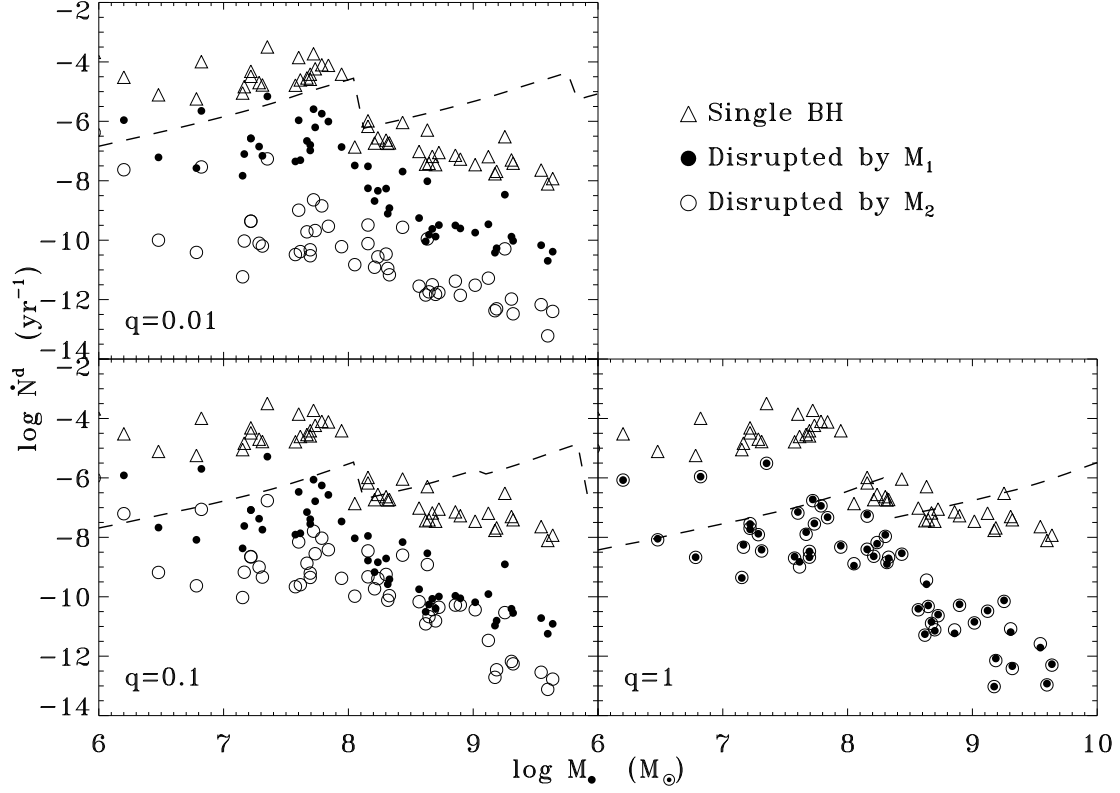 −2
−4
−6
−8
−10
−12
−14
q=0.01
△ Single BH
● Disrupted by M₁
○ Disrupted by M₂
log Ṅᵈ (yr⁻¹)
−2
−4
−6
−8
−10
−12
−14
q=0.1
q=1
6 7 8 9 6 7 8 9 10
log M● (M⊙)